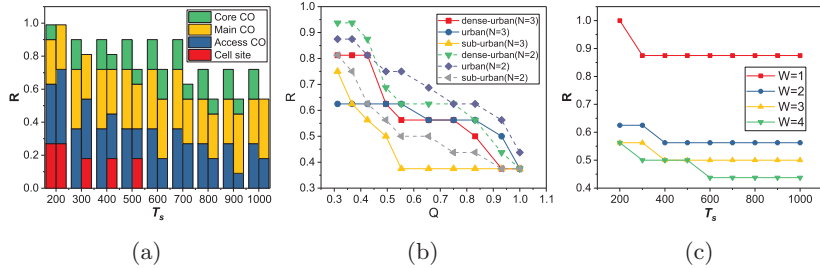 1.0
0.8
0.6
0.4
0.2
0.0
R
Core CO
Main CO
Access CO
Cell site
200 300 400 500 600 700 800 900 1000
Ts
(a)
1.0
0.9
0.8
0.7
0.6
0.5
0.4
0.3
R
dense-urban(N=3)
urban(N=3)
sub-urban(N=3)
dense-urban(N=2)
urban(N=2)
sub-urban(N=2)
0.3 0.4 0.5 0.6 0.7 0.8 0.9 1.0
Q
(b)
1.0
0.9
0.8
0.7
0.6
0.5
0.4
R
W=1
W=2
W=3
W=4
200 400 600 800 1000
Ts
(c)